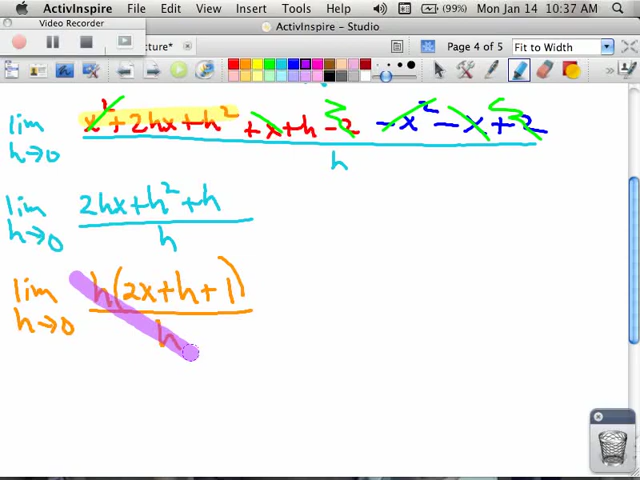 ActivInspire File Edit View Insert Tools Help (99%) Mon Jan 14 10:37 AM
Video Recorder
ActivInspire - Studio
cture* Page 4 of 5 Fit to Width
lim h→0 x² + 2hx + h² + x + h - 2 - x² - x + 2
h
lim h→0 2hx + h² + h
h
lim h→0 h(2x + h + 1)
h